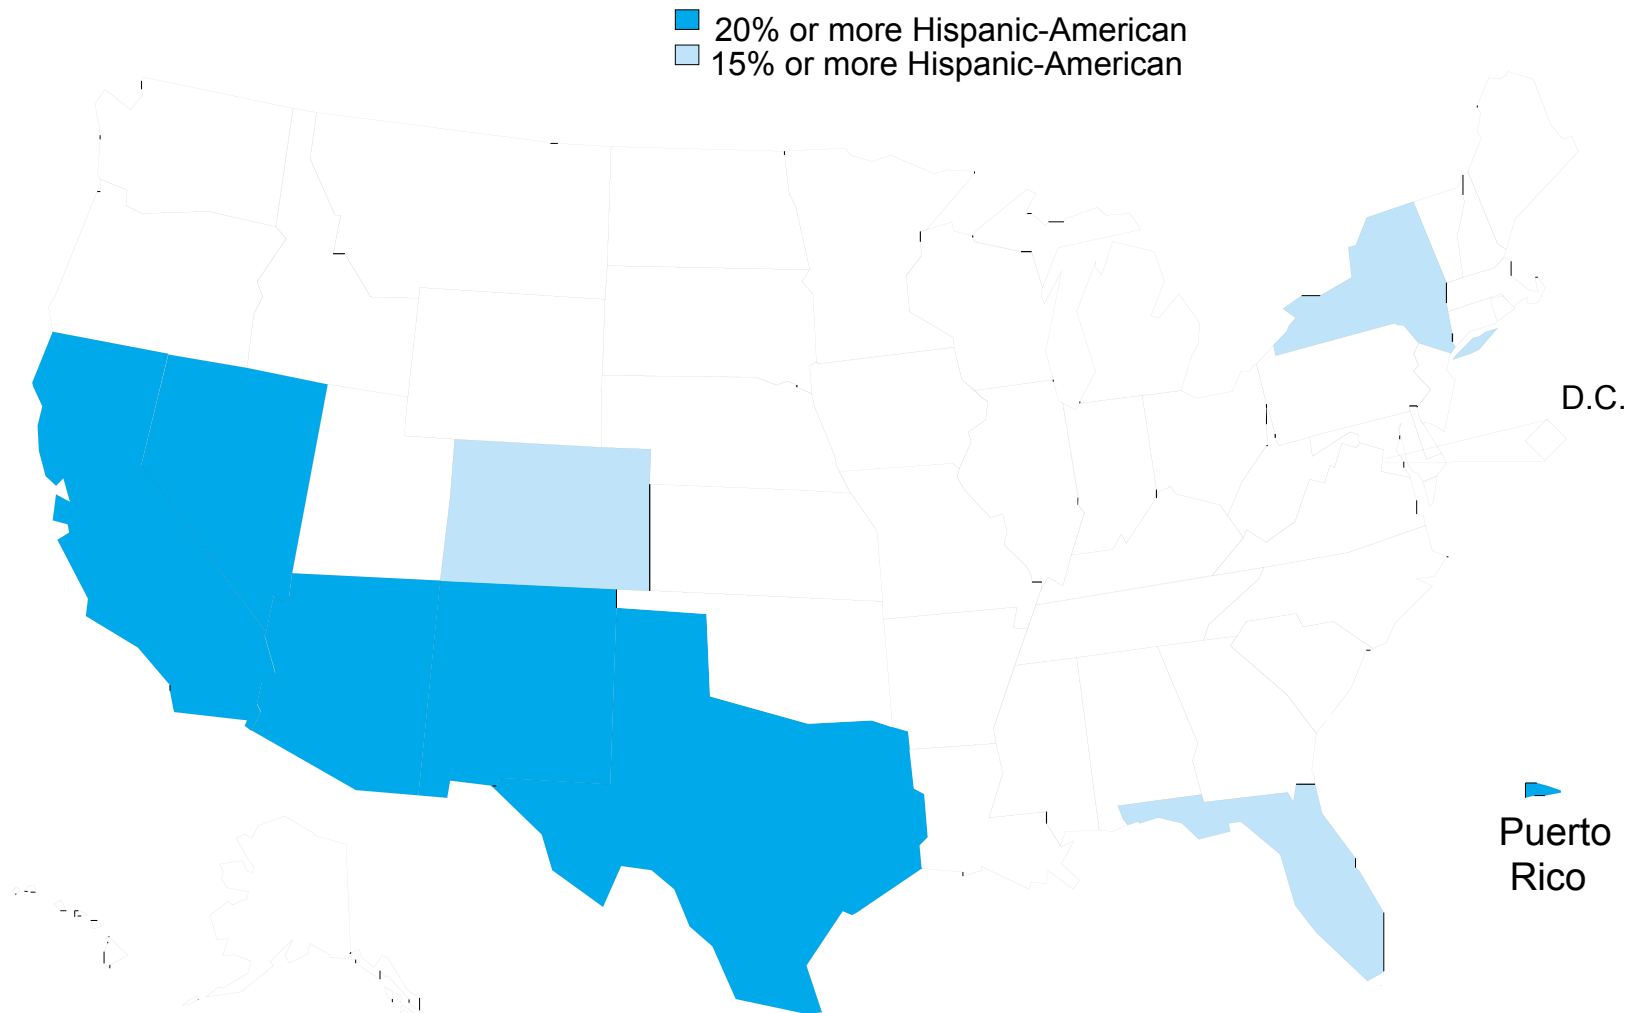 20% or more Hispanic-American
15% or more Hispanic-American
D.C.
Puerto
Rico